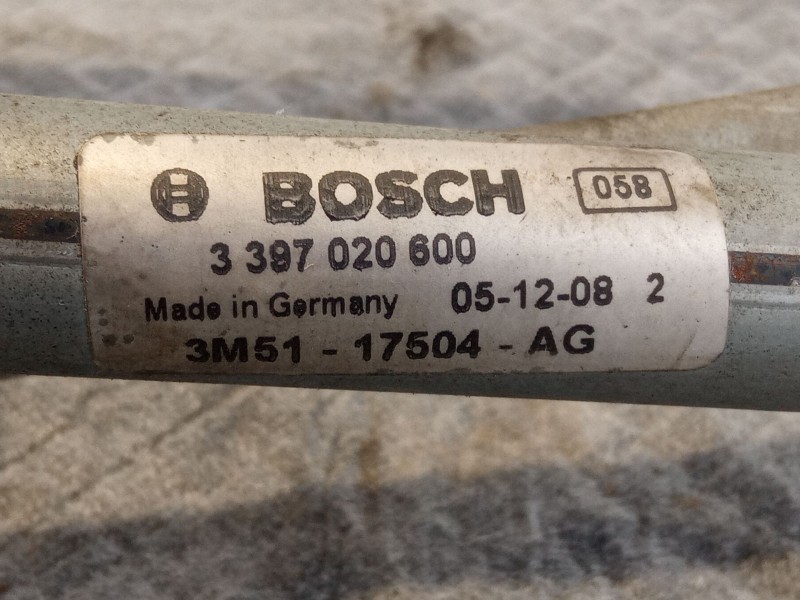 BOSCH 058
3 397 020 600
Made in Germany 05-12-08 2
3M51 - 17504 - AG